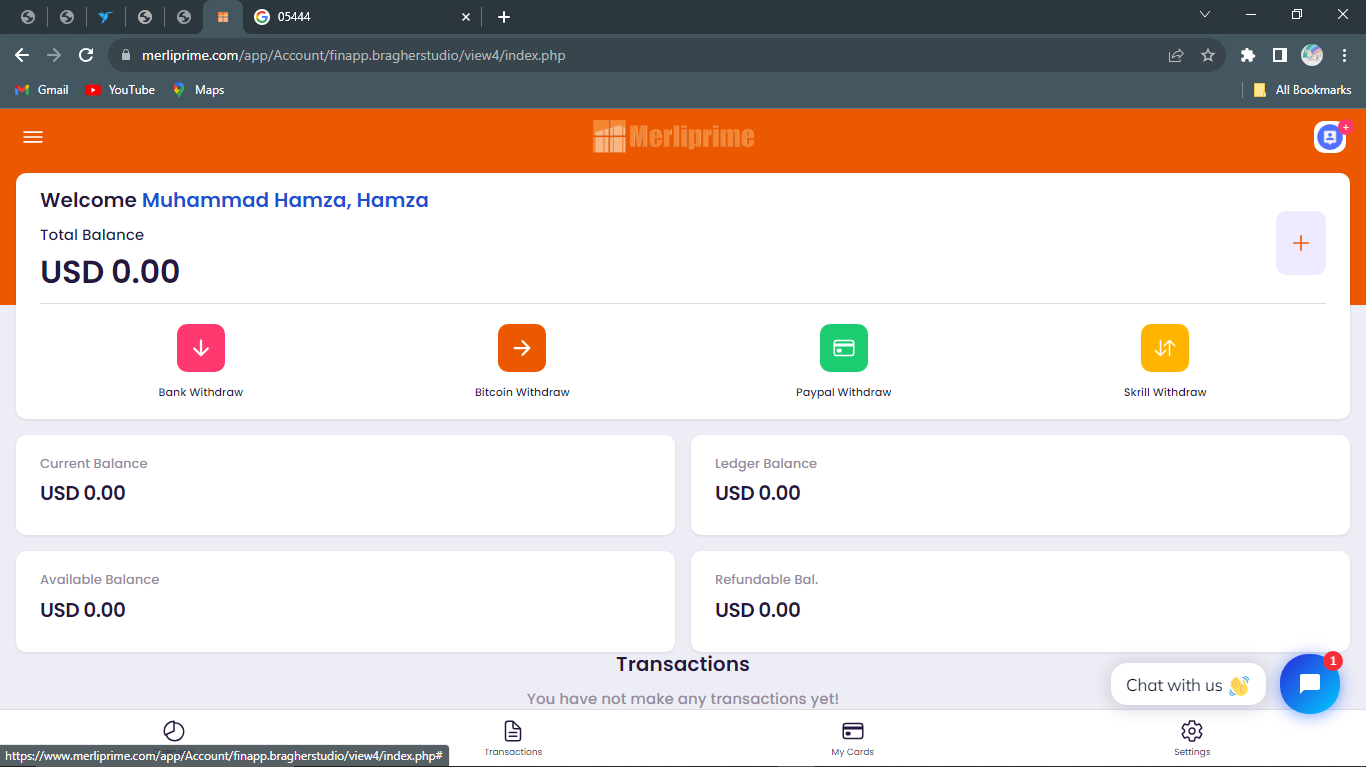 05444
merliprime.com/app/Account/finapp.bragherstudio/view4/index.php
Gmail YouTube Maps All Bookmarks
Merliprime
+
Welcome Muhammad Hamza, Hamza
Total Balance
USD 0.00
Bank Withdraw Bitcoin Withdraw Paypal Withdraw Skrill Withdraw
Current Balance
USD 0.00
Ledger Balance
USD 0.00
Available Balance
USD 0.00
Refundable Bal.
USD 0.00
Transactions
You have not make any transactions yet!
Chat with us 👋
1
Transactions My Cards Settings
https://www.merliprime.com/app/Account/finapp.bragherstudio/view4/index.php#